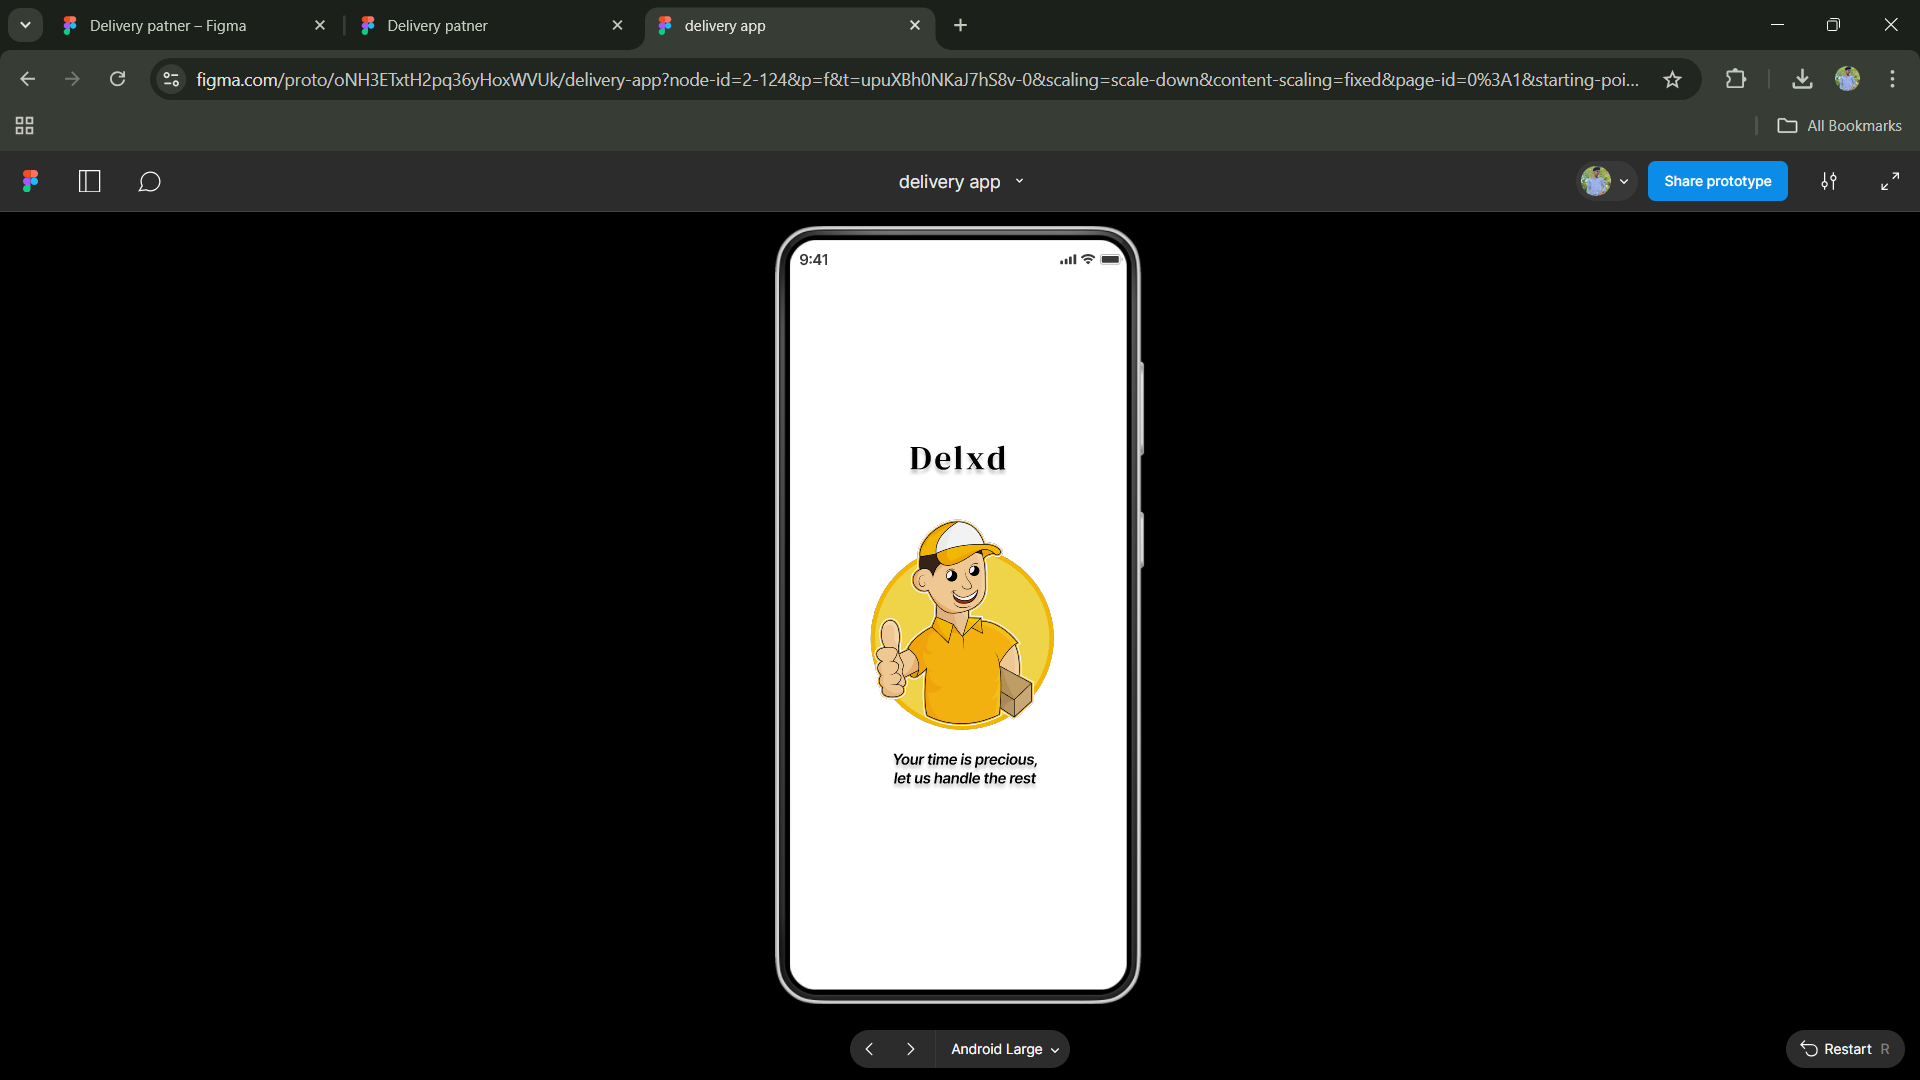 Delivery patner – Figma
Delivery patner
delivery app
figma.com/proto/oNH3ETxtH2pq36yHoxWVUk/delivery-app?node-id=2-124&p=f&t=upuXBh0NKaJ7hS8v-0&scaling=scale-down&content-scaling=fixed&page-id=0%3A1&starting-poi...
All Bookmarks
delivery app
Share prototype
9:41
Delxd
Your time is precious,
let us handle the rest
Android Large
Restart R